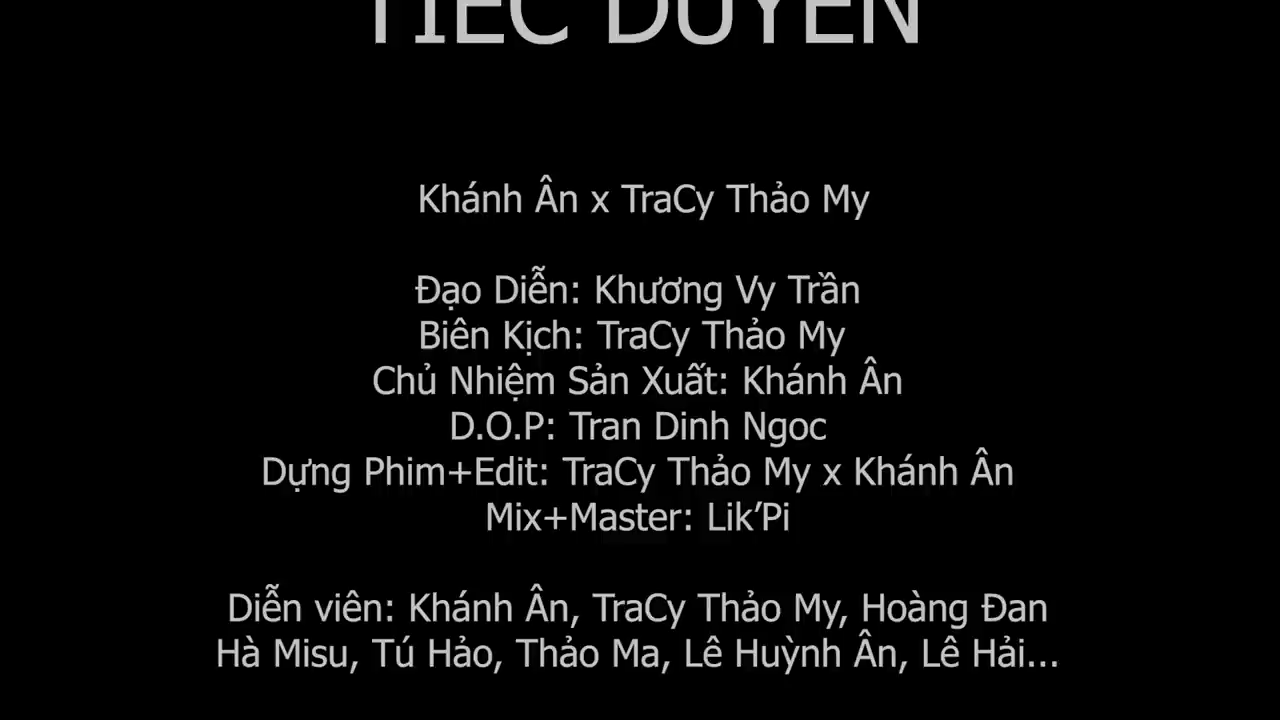 TIẾC DUYÊN
Khánh Ân x TraCy Thảo My
Đạo Diễn: Khương Vy Trần
Biên Kịch: TraCy Thảo My
Chủ Nhiệm Sản Xuất: Khánh Ân
D.O.P: Tran Dinh Ngoc
Dựng Phim+Edit: TraCy Thảo My x Khánh Ân
Mix+Master: Lik’Pi
Diễn viên: Khánh Ân, TraCy Thảo My, Hoàng Đan
Hà Misu, Tú Hảo, Thảo Ma, Lê Huỳnh Ân, Lê Hải...